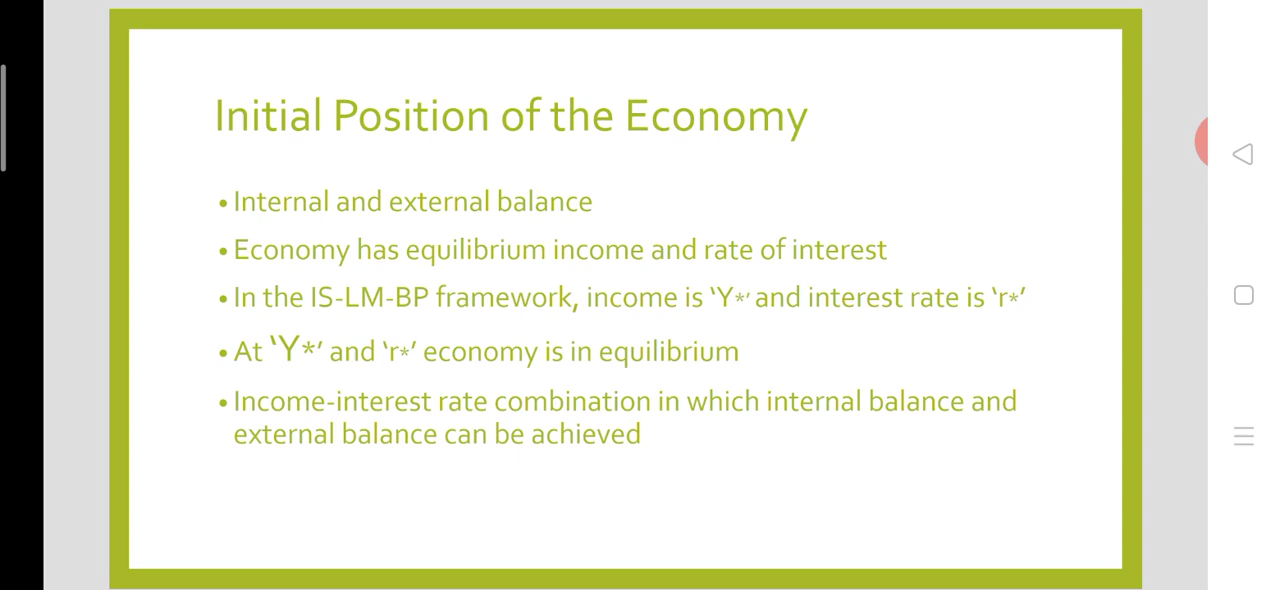 Initial Position of the Economy
• Internal and external balance
• Economy has equilibrium income and rate of interest
• In the IS-LM-BP framework, income is ‘Y*’ and interest rate is ‘r*’
• At ‘Y*’ and ‘r*’ economy is in equilibrium
• Income-interest rate combination in which internal balance and
external balance can be achieved